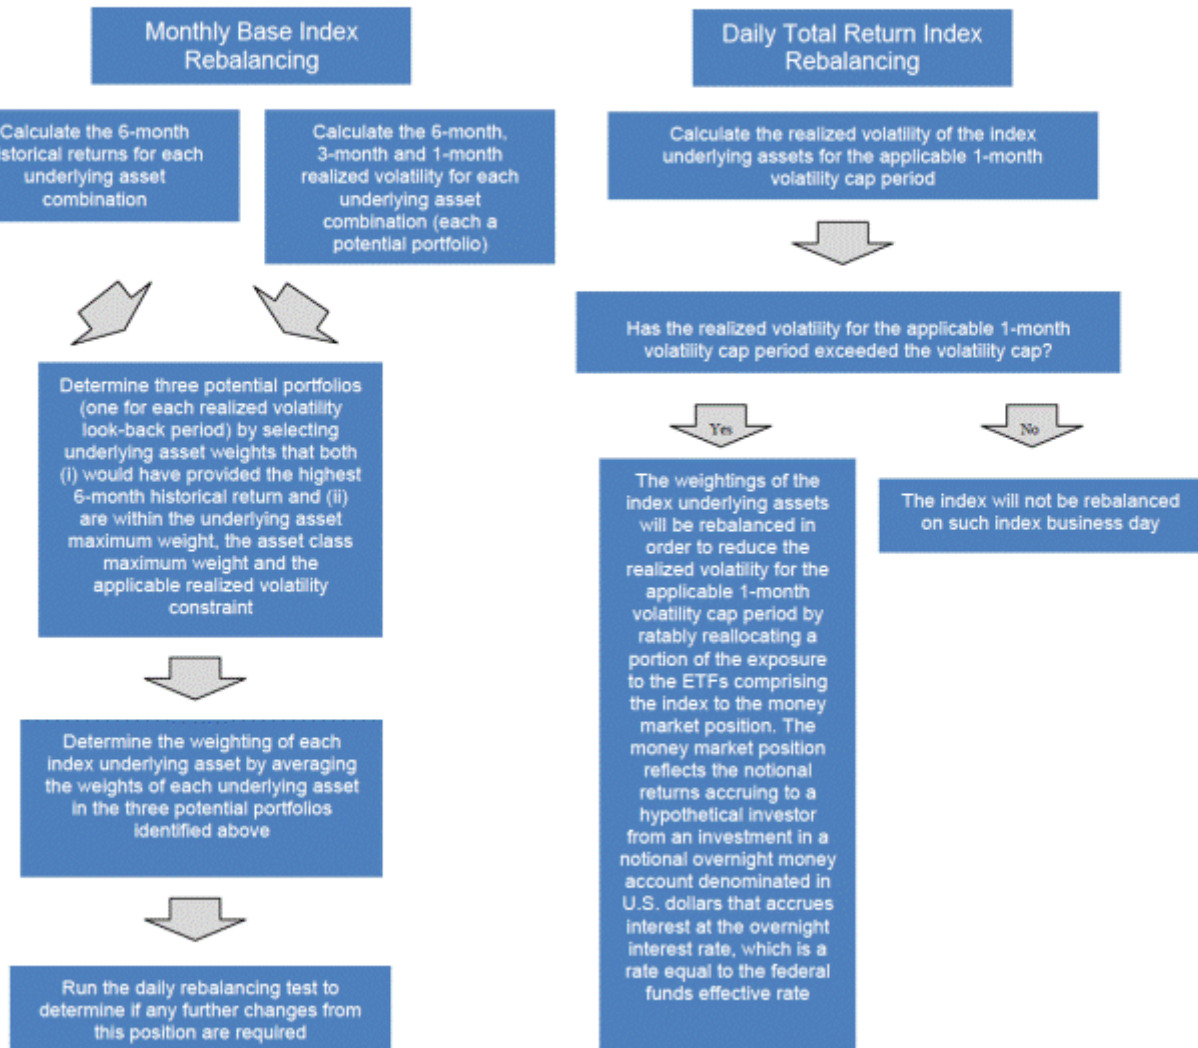 Monthly Base Index
Rebalancing
Calculate the 6-month
historical returns for each
underlying asset
combination
Calculate the 6-month,
3-month and 1-month
realized volatility for each
underlying asset
combination (each a
potential portfolio)
Determine three potential portfolios
(one for each realized volatility
look-back period) by selecting
underlying asset weights that both
(i) would have provided the highest
6-month historical return and (ii)
are within the underlying asset
maximum weight, the asset class
maximum weight and the
applicable realized volatility
constraint
Determine the weighting of each
index underlying asset by averaging
the weights of each underlying asset
in the three potential portfolios
identified above
Run the daily rebalancing test to
determine if any further changes from
this position are required
Daily Total Return Index
Rebalancing
Calculate the realized volatility of the index
underlying assets for the applicable 1-month
volatility cap period
Has the realized volatility for the applicable 1-month
volatility cap period exceeded the volatility cap?
Yes
No
The weightings of the
index underlying assets
will be rebalanced in
order to reduce the
realized volatility for the
applicable 1-month
volatility cap period by
ratably reallocating a
portion of the exposure
to the ETFs comprising
the index to the money
market position. The
money market position
reflects the notional
returns accruing to a
hypothetical investor
from an investment in a
notional overnight money
account denominated in
U.S. dollars that accrues
interest at the overnight
interest rate, which is a
rate equal to the federal
funds effective rate
The index will not be rebalanced
on such index business day